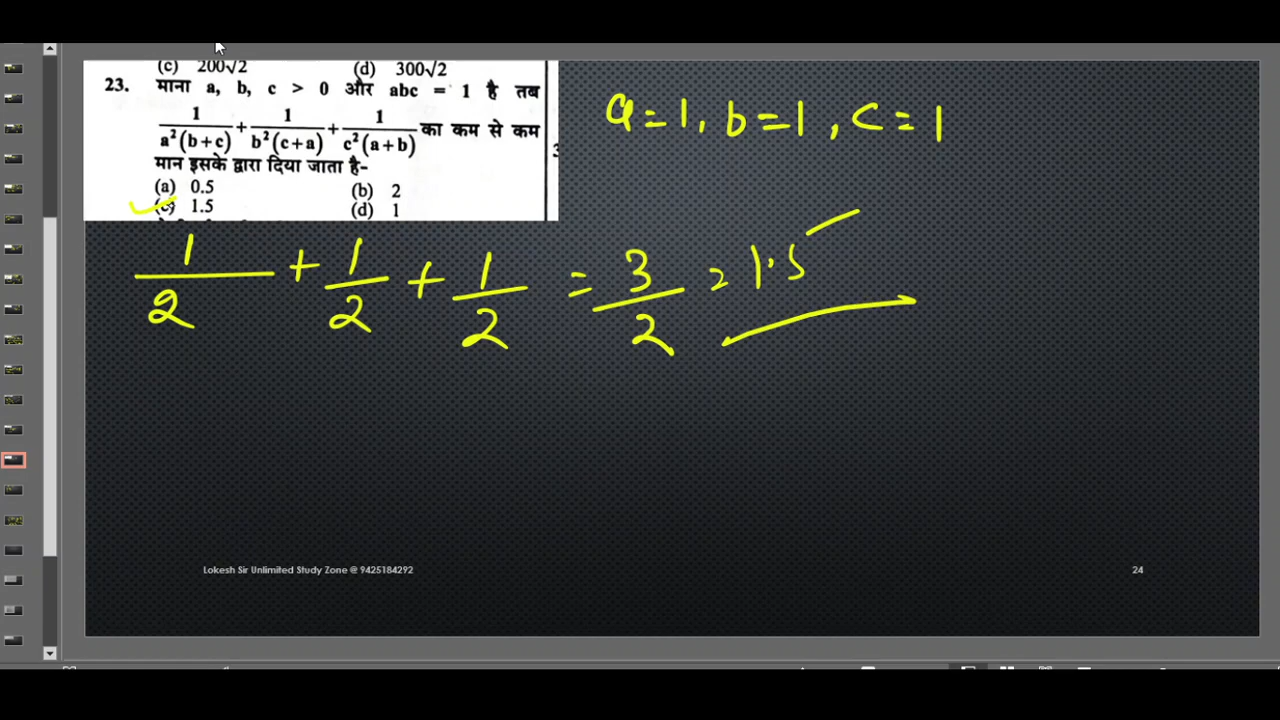 (c) 200√2 (d) 300√2
23. माना a, b, c > 0 और abc = 1 है तब
1/a²(b+c) + 1/b²(c+a) + 1/c²(a+b) का कम से कम
मान इसके द्वारा दिया जाता है-
(a) 0.5 (b) 2
(c) 1.5 (d) 1
a=1, b=1, c=1
1/2 + 1/2 + 1/2 = 3/2 = 1.5
Lokesh Sir Unlimited Study Zone @ 9425184292
24